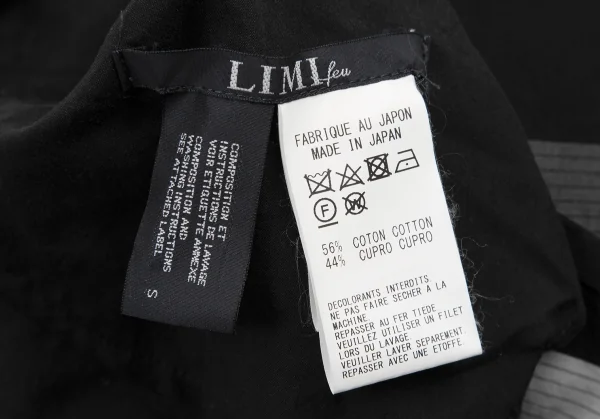 LIMI feu
COMPOSITION ET
INSTRUCTIONS DE LAVAGE
VOIR ETIQUETTE ANNEXE
COMPOSITION AND
WASHING INSTRUCTIONS
SEE ATTACHED LABEL
S
FABRIQUE AU JAPON
MADE IN JAPAN
F W
56% COTON COTTON
44% CUPRO CUPRO
DECOLORANTS INTERDITS
NE PAS FAIRE SECHER A LA
MACHINE.
REPASSER AU FER TIEDE
VEUILLEZ UTILISER UN FILET
LORS DU LAVAGE
VEUILLER LAVER SEPAREMENT.
REPASSER AVEC UNE ETOFFE.